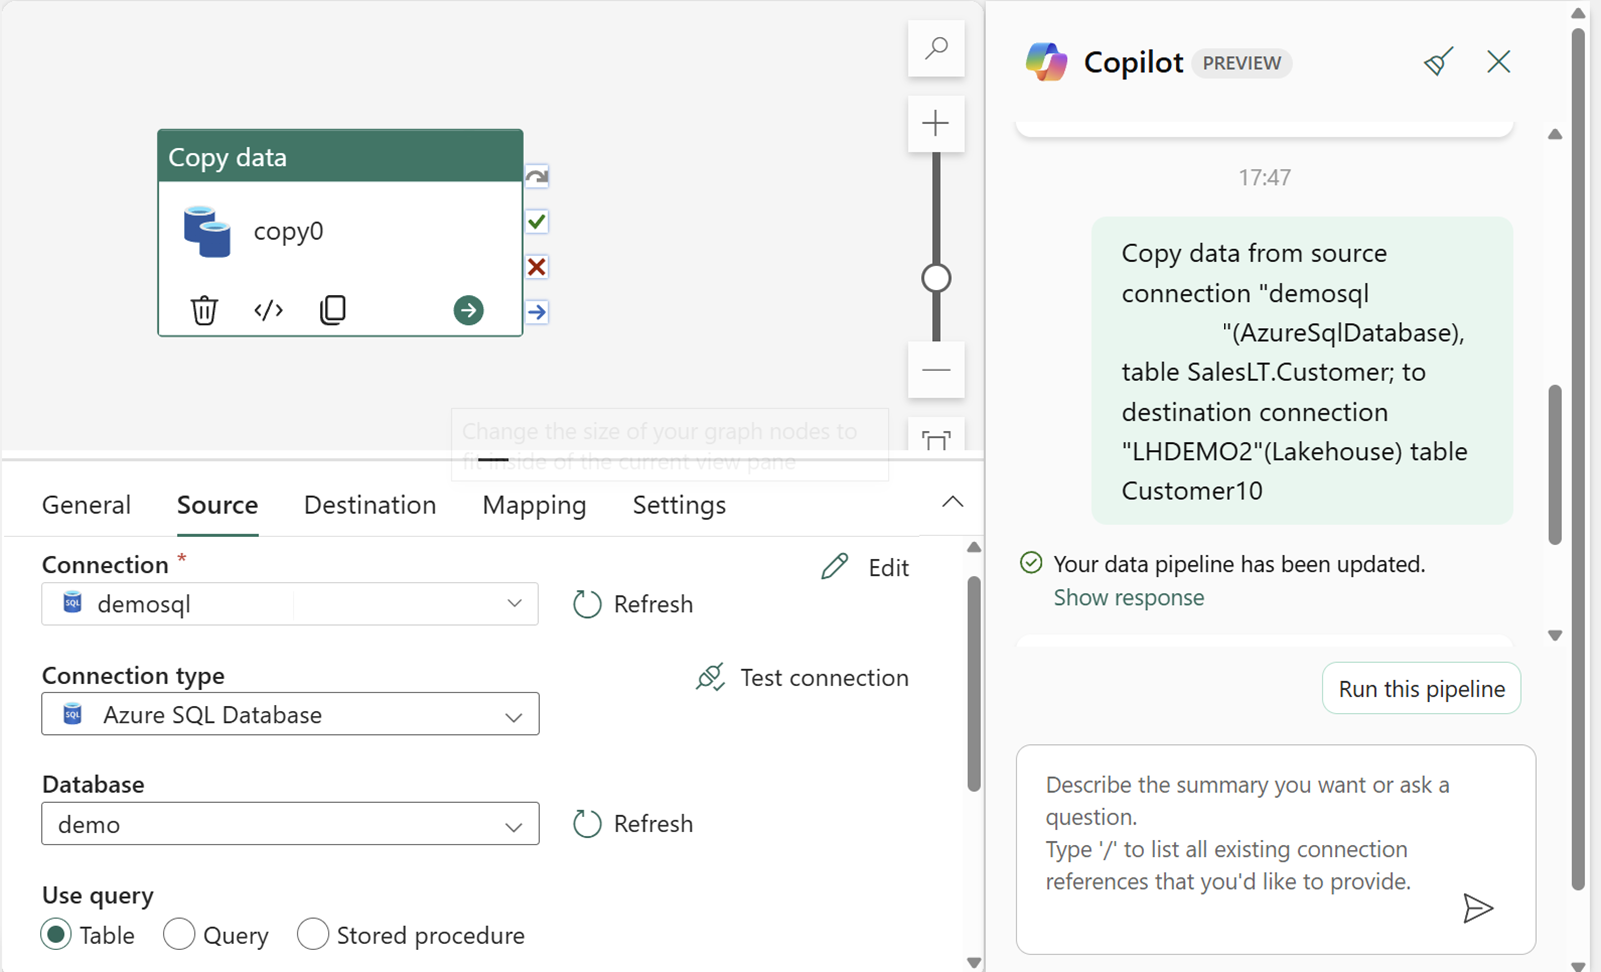 Copy data
copy0
Change the size of your graph nodes to
fit inside of the current view pane
General Source Destination Mapping Settings
Connection *
Edit
SQL demosql
Refresh
Connection type
Test connection
SQL Azure SQL Database
Database
demo
Refresh
Use query
Table Query Stored procedure
Copilot PREVIEW
17:47
Copy data from source
connection "demosql
"(AzureSqlDatabase),
table SalesLT.Customer; to
destination connection
"LHDEMO2"(Lakehouse) table
Customer10
Your data pipeline has been updated.
Show response
Run this pipeline
Describe the summary you want or ask a
question.
Type '/' to list all existing connection
references that you'd like to provide.